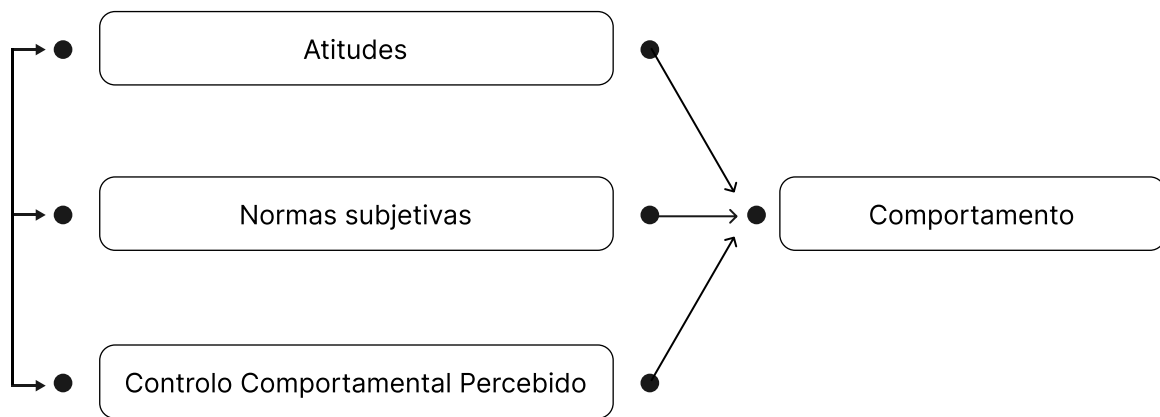 Atitudes
Normas subjetivas
Comportamento
Controlo Comportamental Percebido